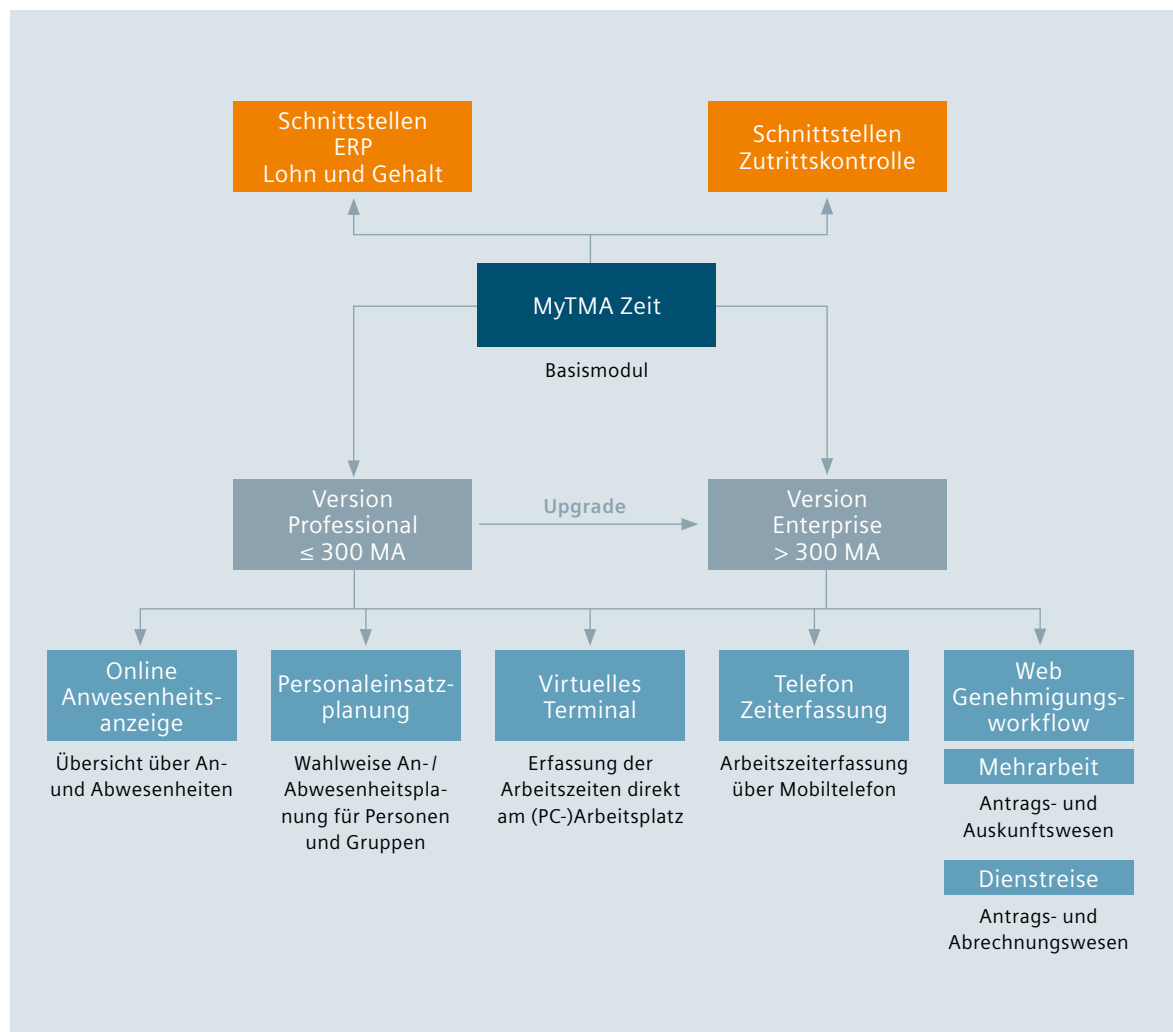 Schnittstellen
ERP
Lohn und Gehalt
Schnittstellen
Zutrittskontrolle
MyTMA Zeit
Basismodul
Version
Professional
≤ 300 MA
Upgrade
Version
Enterprise
> 300 MA
Online
Anwesenheits-
anzeige
Übersicht über An-
und Abwesenheiten
Personaleinsatz-
planung
Wahlweise An-/
Abwesenheitspla-
nung für Personen
und Gruppen
Virtuelles
Terminal
Erfassung der
Arbeitszeiten direkt
am (PC-)Arbeitsplatz
Telefon
Zeiterfassung
Arbeitszeiterfassung
über Mobiltelefon
Web
Genehmigungs-
workflow
Mehrarbeit
Antrags- und
Auskunftswesen
Dienstreise
Antrags- und
Abrechnungswesen